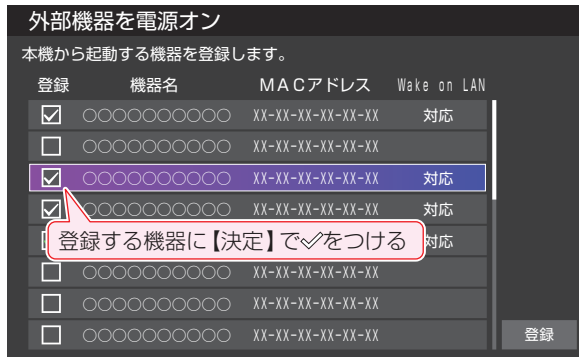 外部機器を電源オン
本機から起動する機器を登録します。
登録 機器名 MACアドレス Wake on LAN
☑ ○○○○○○○○○○ XX-XX-XX-XX-XX-XX 対応
☐ ○○○○○○○○○○ XX-XX-XX-XX-XX-XX
☑ ○○○○○○○○○○ XX-XX-XX-XX-XX-XX 対応
☑ ○○○○○○○○○○ XX-XX-XX-XX-XX-XX 対応
登録する機器に【決定】で✓をつける
対応
☐ ○○○○○○○○○○ XX-XX-XX-XX-XX-XX
☐ ○○○○○○○○○○ XX-XX-XX-XX-XX-XX
☐ ○○○○○○○○○○ XX-XX-XX-XX-XX-XX
登録